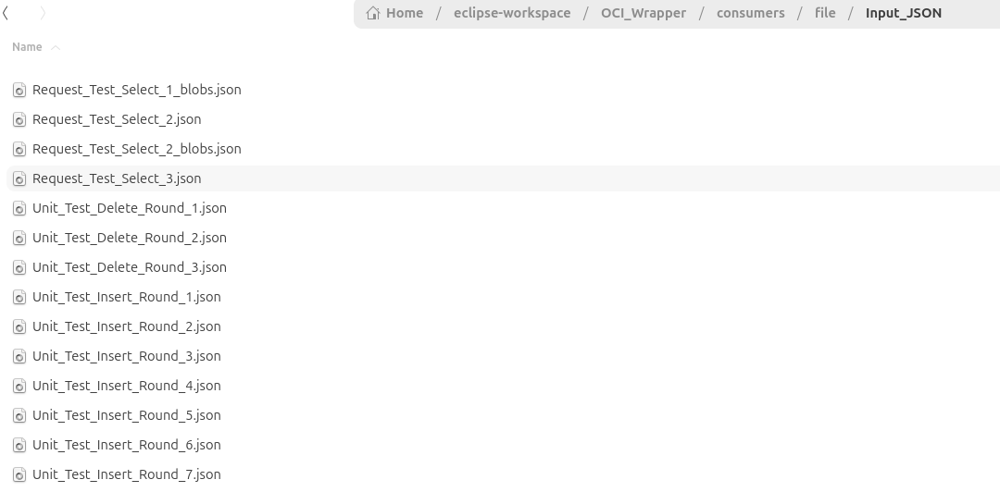 Home / eclipse-workspace / OCI_Wrapper / consumers / file / Input_JSON
Name
Request_Test_Select_1_blobs.json
Request_Test_Select_2.json
Request_Test_Select_2_blobs.json
Request_Test_Select_3.json
Unit_Test_Delete_Round_1.json
Unit_Test_Delete_Round_2.json
Unit_Test_Delete_Round_3.json
Unit_Test_Insert_Round_1.json
Unit_Test_Insert_Round_2.json
Unit_Test_Insert_Round_3.json
Unit_Test_Insert_Round_4.json
Unit_Test_Insert_Round_5.json
Unit_Test_Insert_Round_6.json
Unit_Test_Insert_Round_7.json